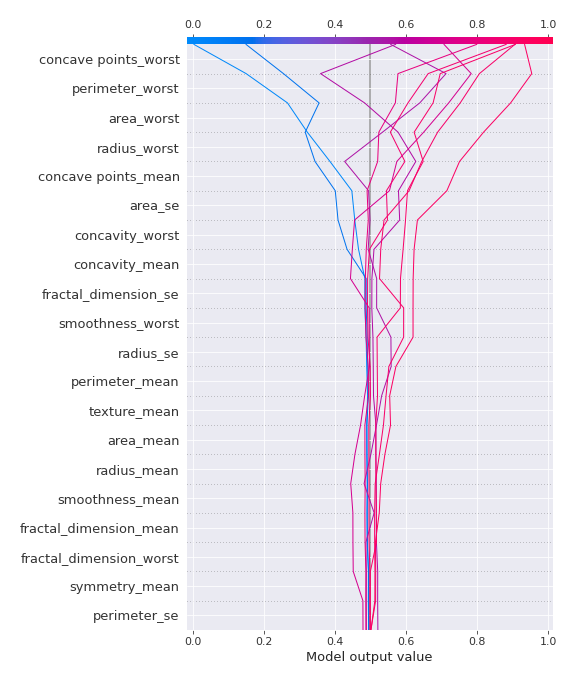 0.0 0.2 0.4 0.6 0.8 1.0
concave points_worst
perimeter_worst
area_worst
radius_worst
concave points_mean
area_se
concavity_worst
concavity_mean
fractal_dimension_se
smoothness_worst
radius_se
perimeter_mean
texture_mean
area_mean
radius_mean
smoothness_mean
fractal_dimension_mean
fractal_dimension_worst
symmetry_mean
perimeter_se
0.0 0.2 0.4 0.6 0.8 1.0
Model output value